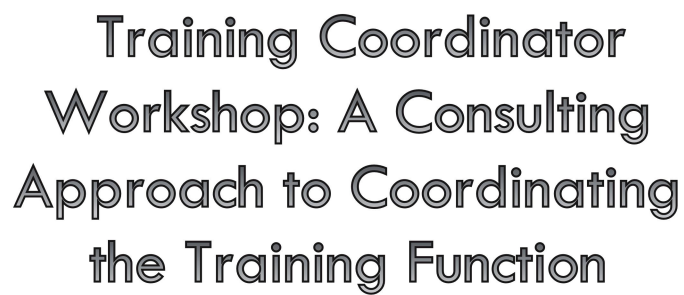 Training Coordinator
Workshop: A Consulting
Approach to Coordinating
the Training Function